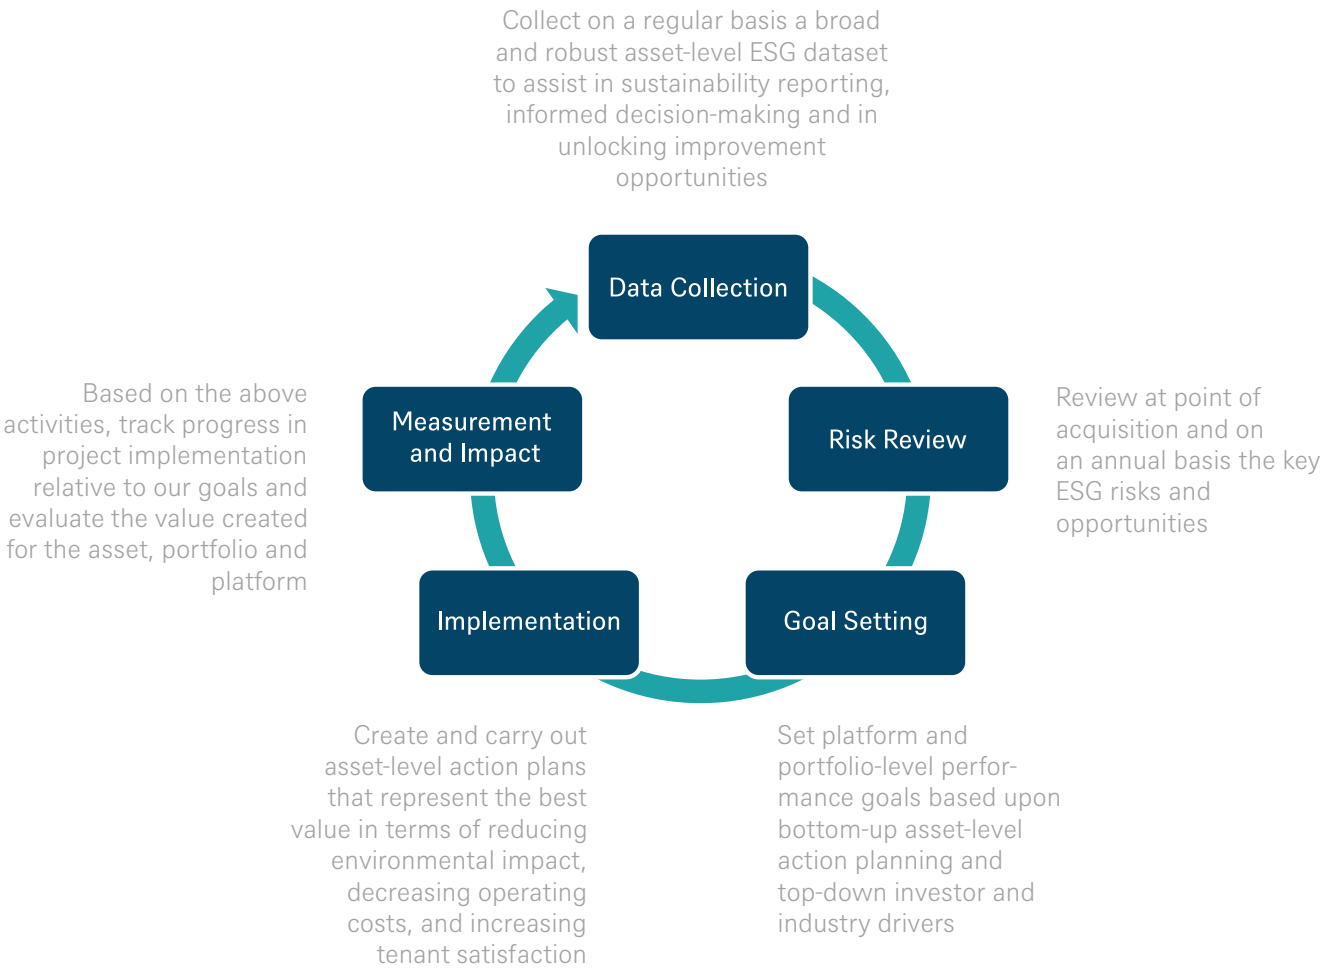 Collect on a regular basis a broad
and robust asset-level ESG dataset
to assist in sustainability reporting,
informed decision-making and in
unlocking improvement
opportunities
Data Collection
Risk Review
Review at point of
acquisition and on
an annual basis the key
ESG risks and
opportunities
Goal Setting
Set platform and
portfolio-level perfor-
mance goals based upon
bottom-up asset-level
action planning and
top-down investor and
industry drivers
Implementation
Create and carry out
asset-level action plans
that represent the best
value in terms of reducing
environmental impact,
decreasing operating
costs, and increasing
tenant satisfaction
Measurement
and Impact
Based on the above
activities, track progress in
project implementation
relative to our goals and
evaluate the value created
for the asset, portfolio and
platform